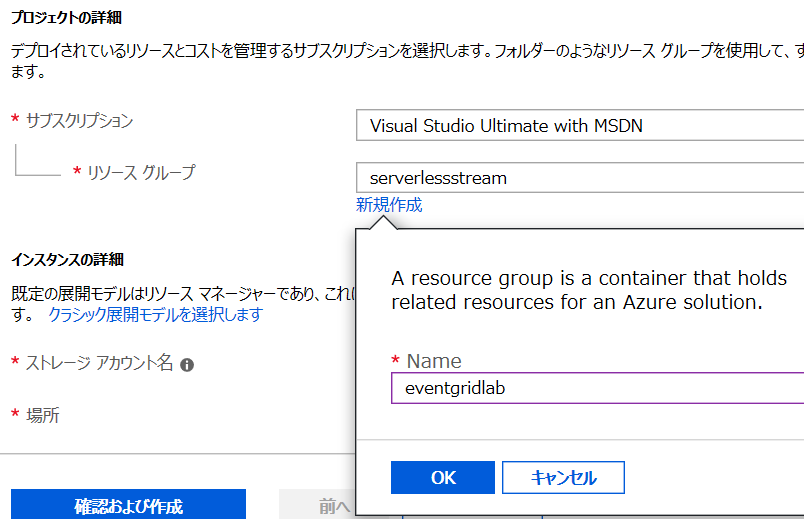 プロジェクトの詳細
デプロイされているリソースとコストを管理するサブスクリプションを選択します。フォルダーのようなリソース グループを使用して、す
ます。
* サブスクリプション
Visual Studio Ultimate with MSDN
* リソース グループ
serverlessstream
新規作成
インスタンスの詳細
既定の展開モデルはリソース マネージャーであり、これに
す。 クラシック展開モデルを選択します
* ストレージ アカウント名
* 場所
A resource group is a container that holds
related resources for an Azure solution.
* Name
eventgridlab
OK
キャンセル
確認および作成
前へ